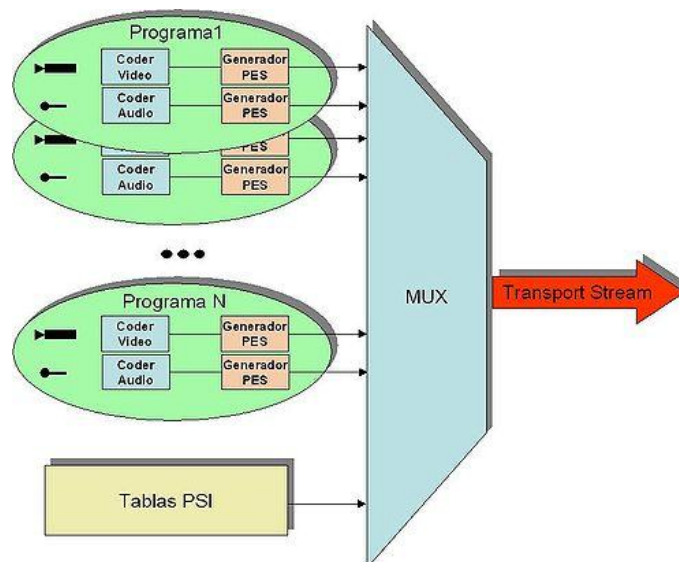 Programa1
Coder
Video
Generador
PES
Coder
Audio
Generador
PES
PES
Coder
Audio
Generador
PES
Programa N
Coder
Video
Generador
PES
Coder
Audio
Generador
PES
Tablas PSI
MUX
Transport Stream